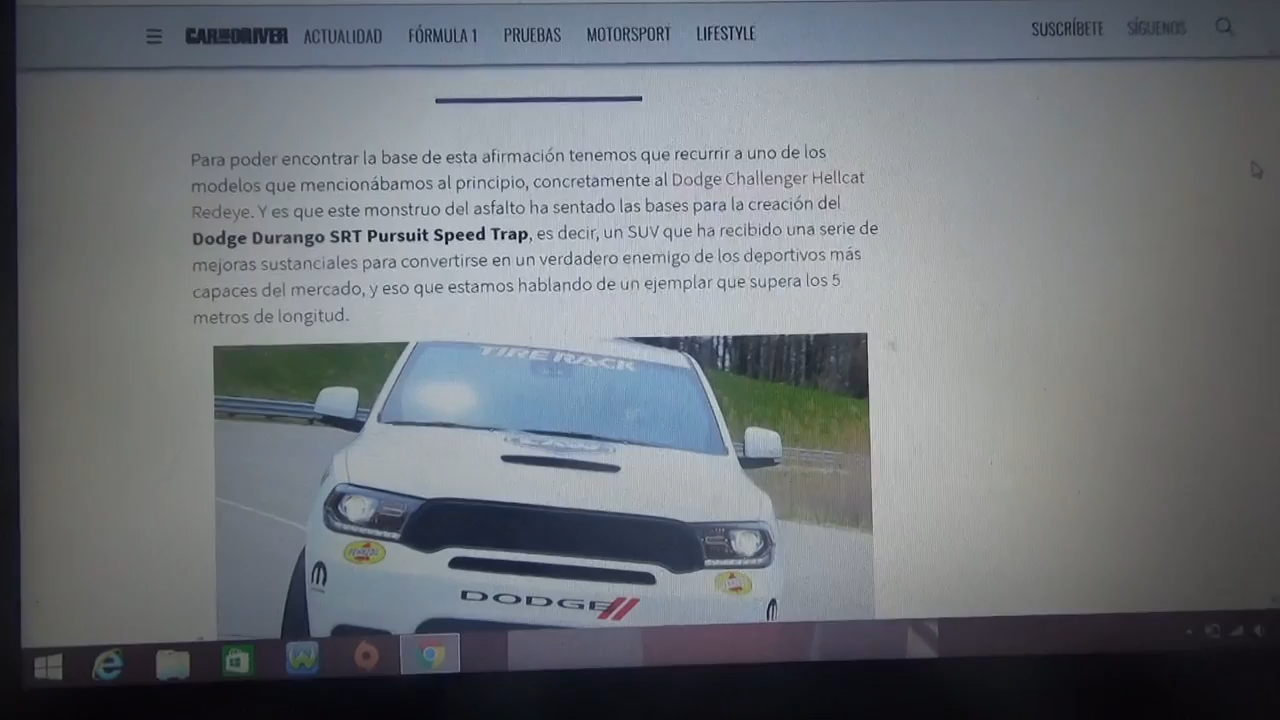 CAR AND DRIVER ACTUALIDAD FÓRMULA 1 PRUEBAS MOTORSPORT LIFESTYLE SUSCRÍBETE SÍGUENOS
Para poder encontrar la base de esta afirmación tenemos que recurrir a uno de los
modelos que mencionábamos al principio, concretamente al Dodge Challenger Hellcat
Redeye. Y es que este monstruo del asfalto ha sentado las bases para la creación del
Dodge Durango SRT Pursuit Speed Trap, es decir, un SUV que ha recibido una serie de
mejoras sustanciales para convertirse en un verdadero enemigo de los deportivos más
capaces del mercado, y eso que estamos hablando de un ejemplar que supera los 5
metros de longitud.
TIRE RACK
PENNZOIL
DODGE